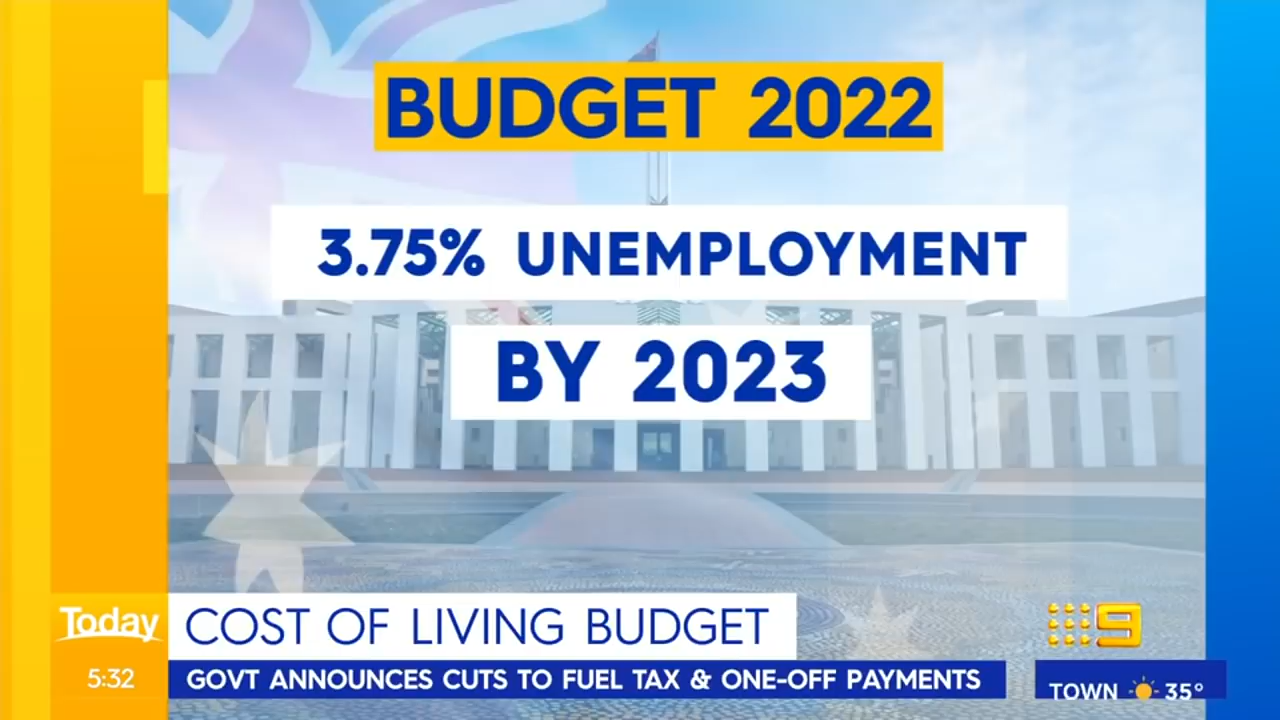 BUDGET 2022
3.75% UNEMPLOYMENT
BY 2023
Today
COST OF LIVING BUDGET
9
5:32
GOVT ANNOUNCES CUTS TO FUEL TAX & ONE-OFF PAYMENTS
TOWN 35°